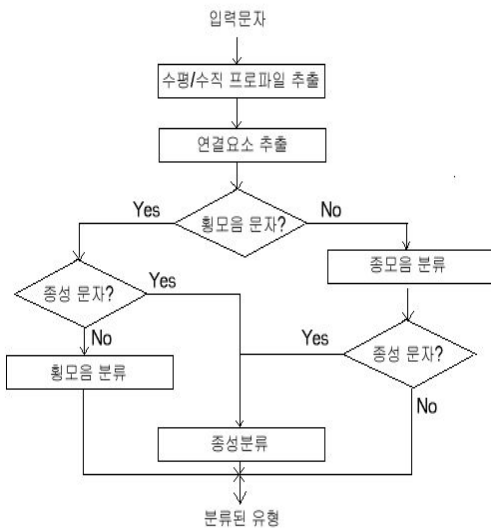 입력문자
수평/수직 프로파일 추출
연결요소 추출
Yes
횡모음 문자?
No
종모음 분류
종성 문자?
Yes
No
Yes
종성 문자?
횡모음 분류
No
종성분류
분류된 유형